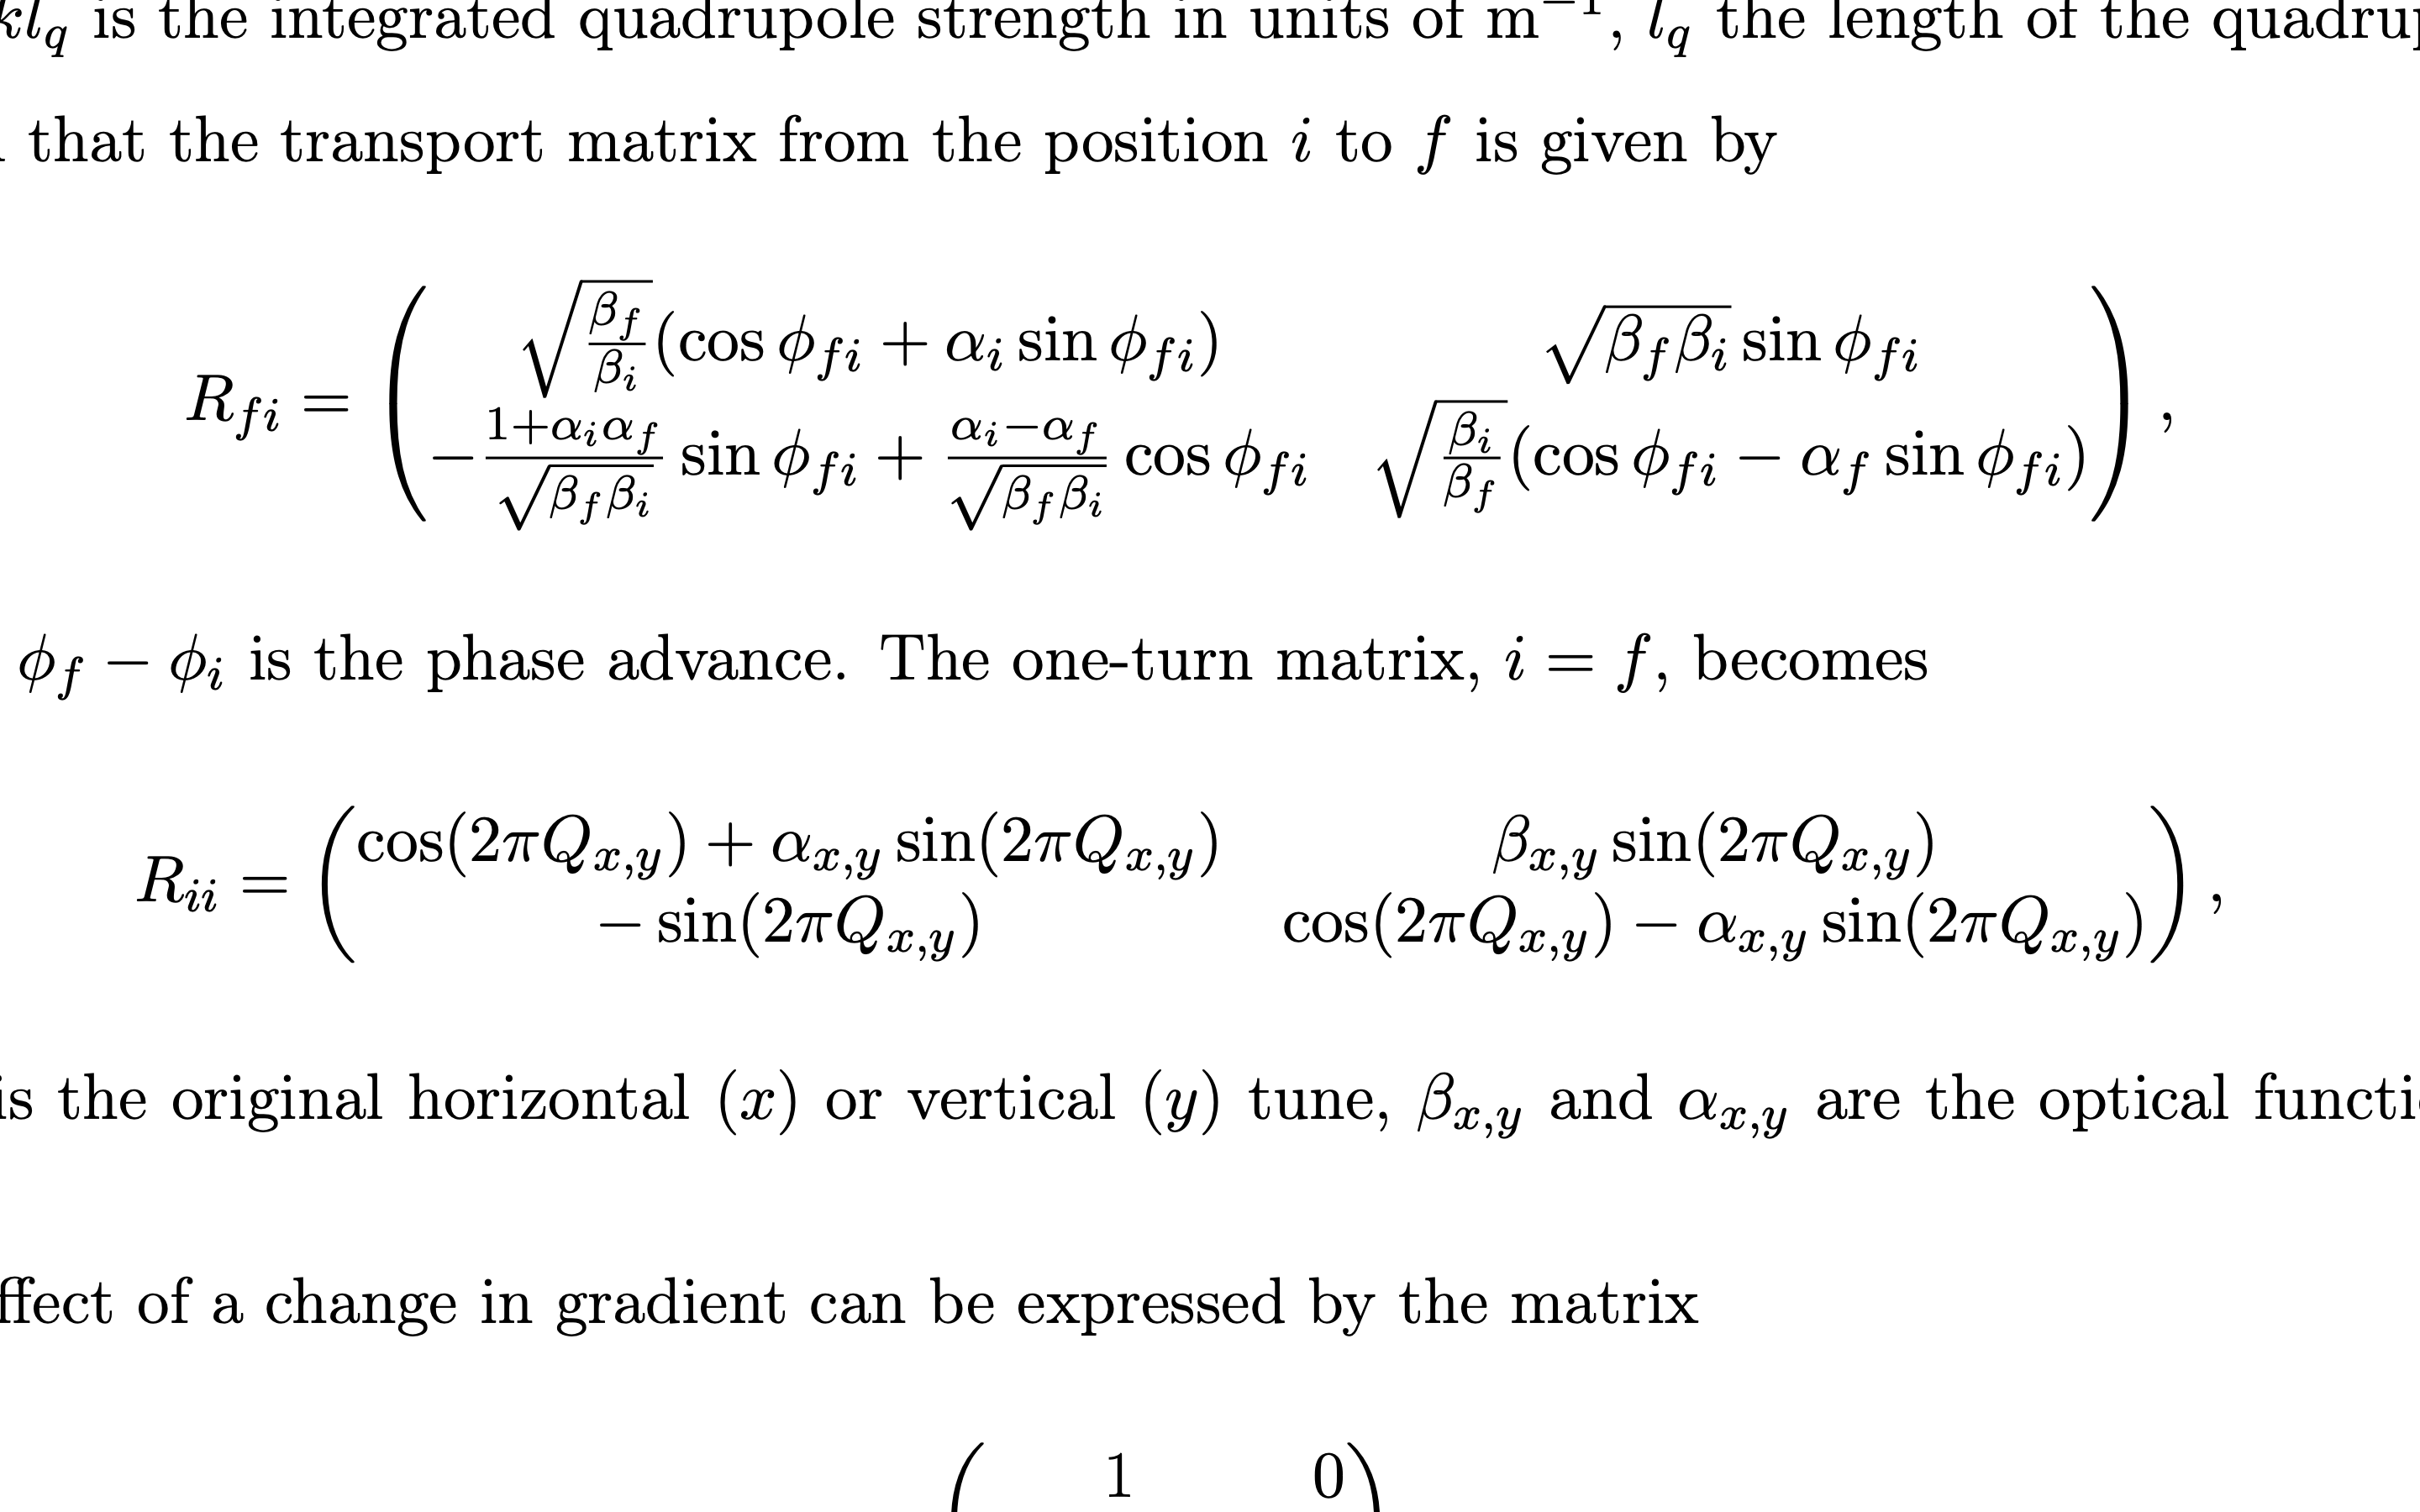 kl_q is the integrated quadrupole strength in units of m^{-1}, l_q the length of the
that the transport matrix from the position i to f is given by
R_{fi} = \begin{pmatrix} \sqrt{\frac{\beta_f}{\beta_i}}(\cos\phi_{fi} + \alpha_i \sin\phi_{fi}) & \sqrt{\beta_f\beta_i}\sin\phi_{fi} \\ -\frac{1+\alpha_i\alpha_f}{\sqrt{\beta_f\beta_i}}\sin\phi_{fi} + \frac{\alpha_i-\alpha_f}{\sqrt{\beta_f\beta_i}}\cos\phi_{fi} & \sqrt{\frac{\beta_i}{\beta_f}}(\cos\phi_{fi} - \alpha_f\sin\phi_{fi}) \end{pmatrix},
\phi_f - \phi_i is the phase advance. The one-turn matrix, i = f, becomes
R_{ii} = \begin{pmatrix} \cos(2\pi Q_{x,y}) + \alpha_{x,y}\sin(2\pi Q_{x,y}) & \beta_{x,y}\sin(2\pi Q_{x,y}) \\ -\sin(2\pi Q_{x,y}) & \cos(2\pi Q_{x,y}) - \alpha_{x,y}\sin(2\pi Q_{x,y}) \end{pmatrix},
is the original horizontal (x) or vertical (y) tune, \beta_{x,y} and \alpha_{x,y} are the optical
ffect of a change in gradient can be expressed by the matrix
( 1 0 )